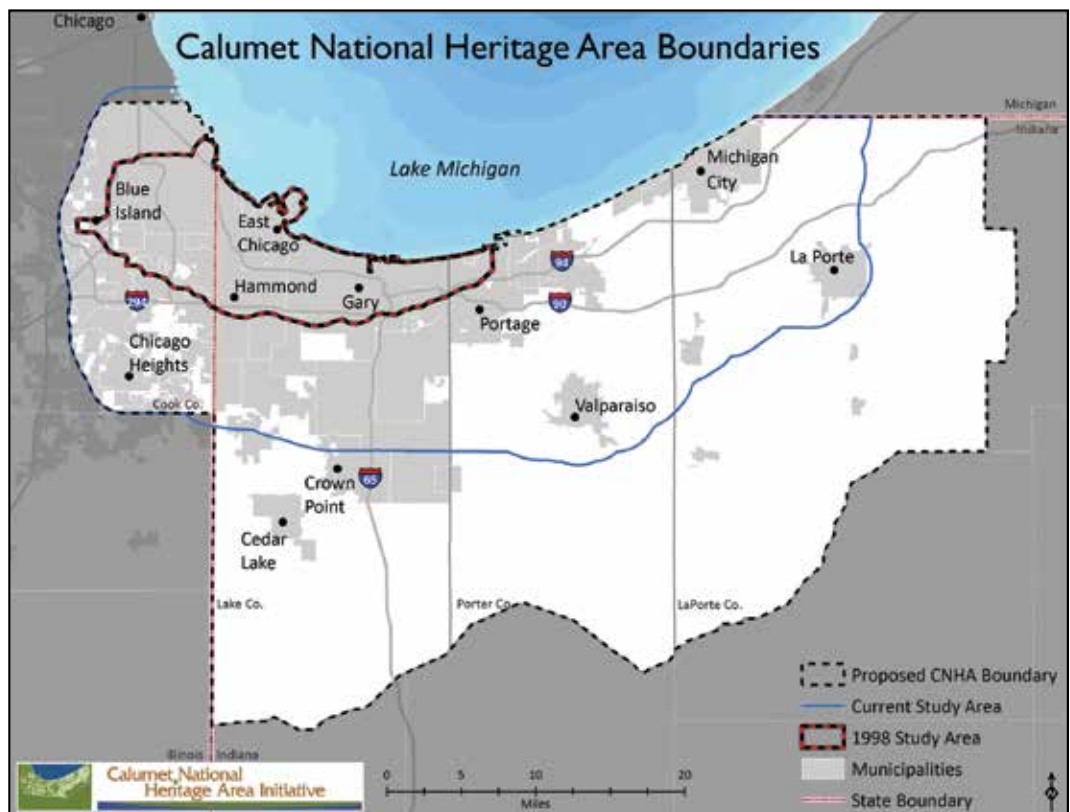 Chicago
Calumet National Heritage Area Boundaries
Michigan
Indiana
Lake Michigan
Michigan
City
Blue
Island
East
Chicago
94
La Porte
Hammond
Gary
294
90
Portage
Chicago
Heights
Valparaiso
Cook Co.
Crown
Point
65
Cedar
Lake
Lake Co.
Porter Co.
LaPorte Co.
Proposed CNHA Boundary
Current Study Area
1998 Study Area
Municipalities
State Boundary
Illinois
Indiana
Calumet National
Heritage Area Initiative
0 5 10 20
Miles
N